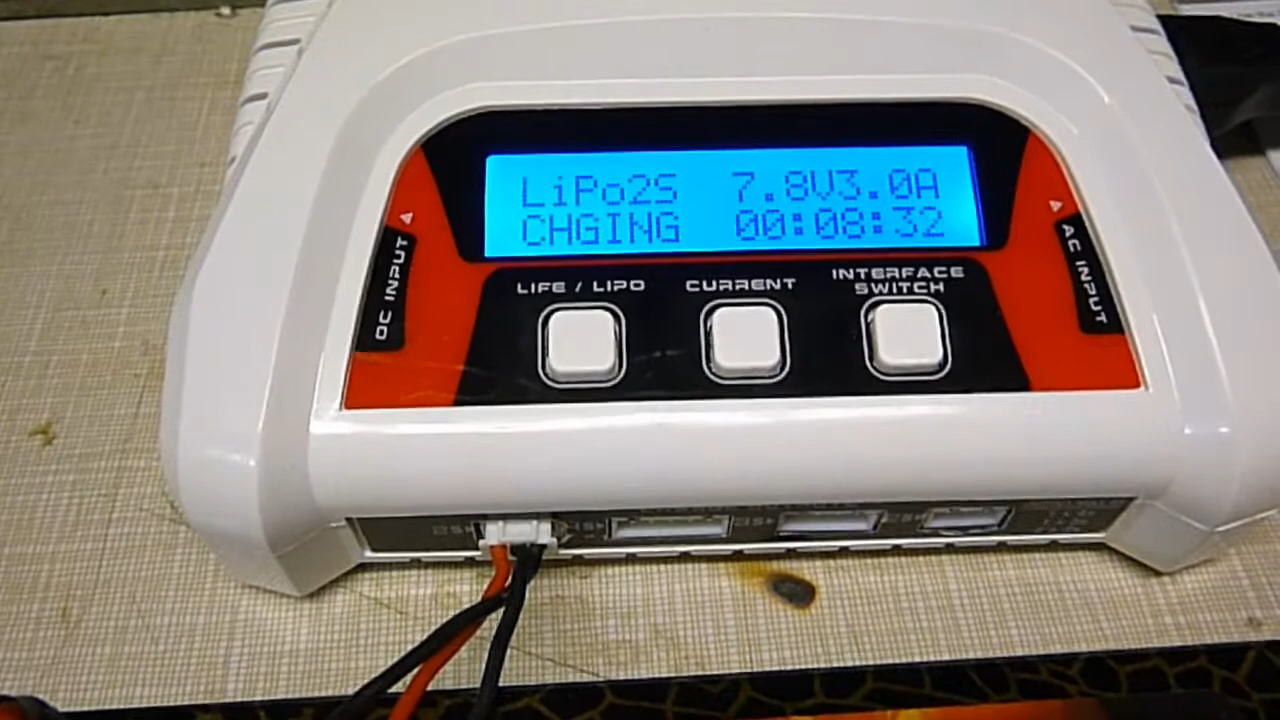 LiPo2S 7.8V3.0A
CHGING 00:08:32
DC INPUT
AC INPUT
LIFE / LIPO
CURRENT
INTERFACE
SWITCH